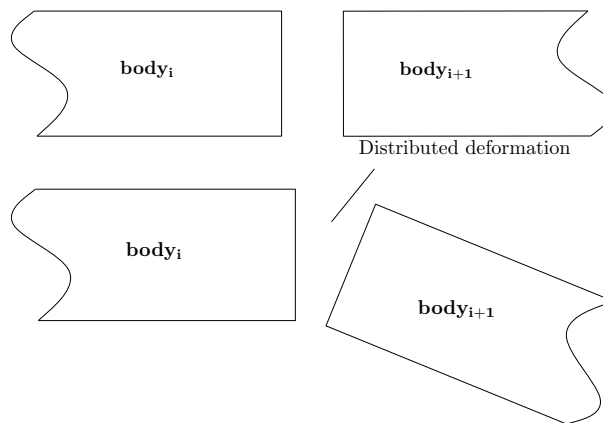 body_i
body_{i+1}
Distributed deformation
body_i
body_{i+1}